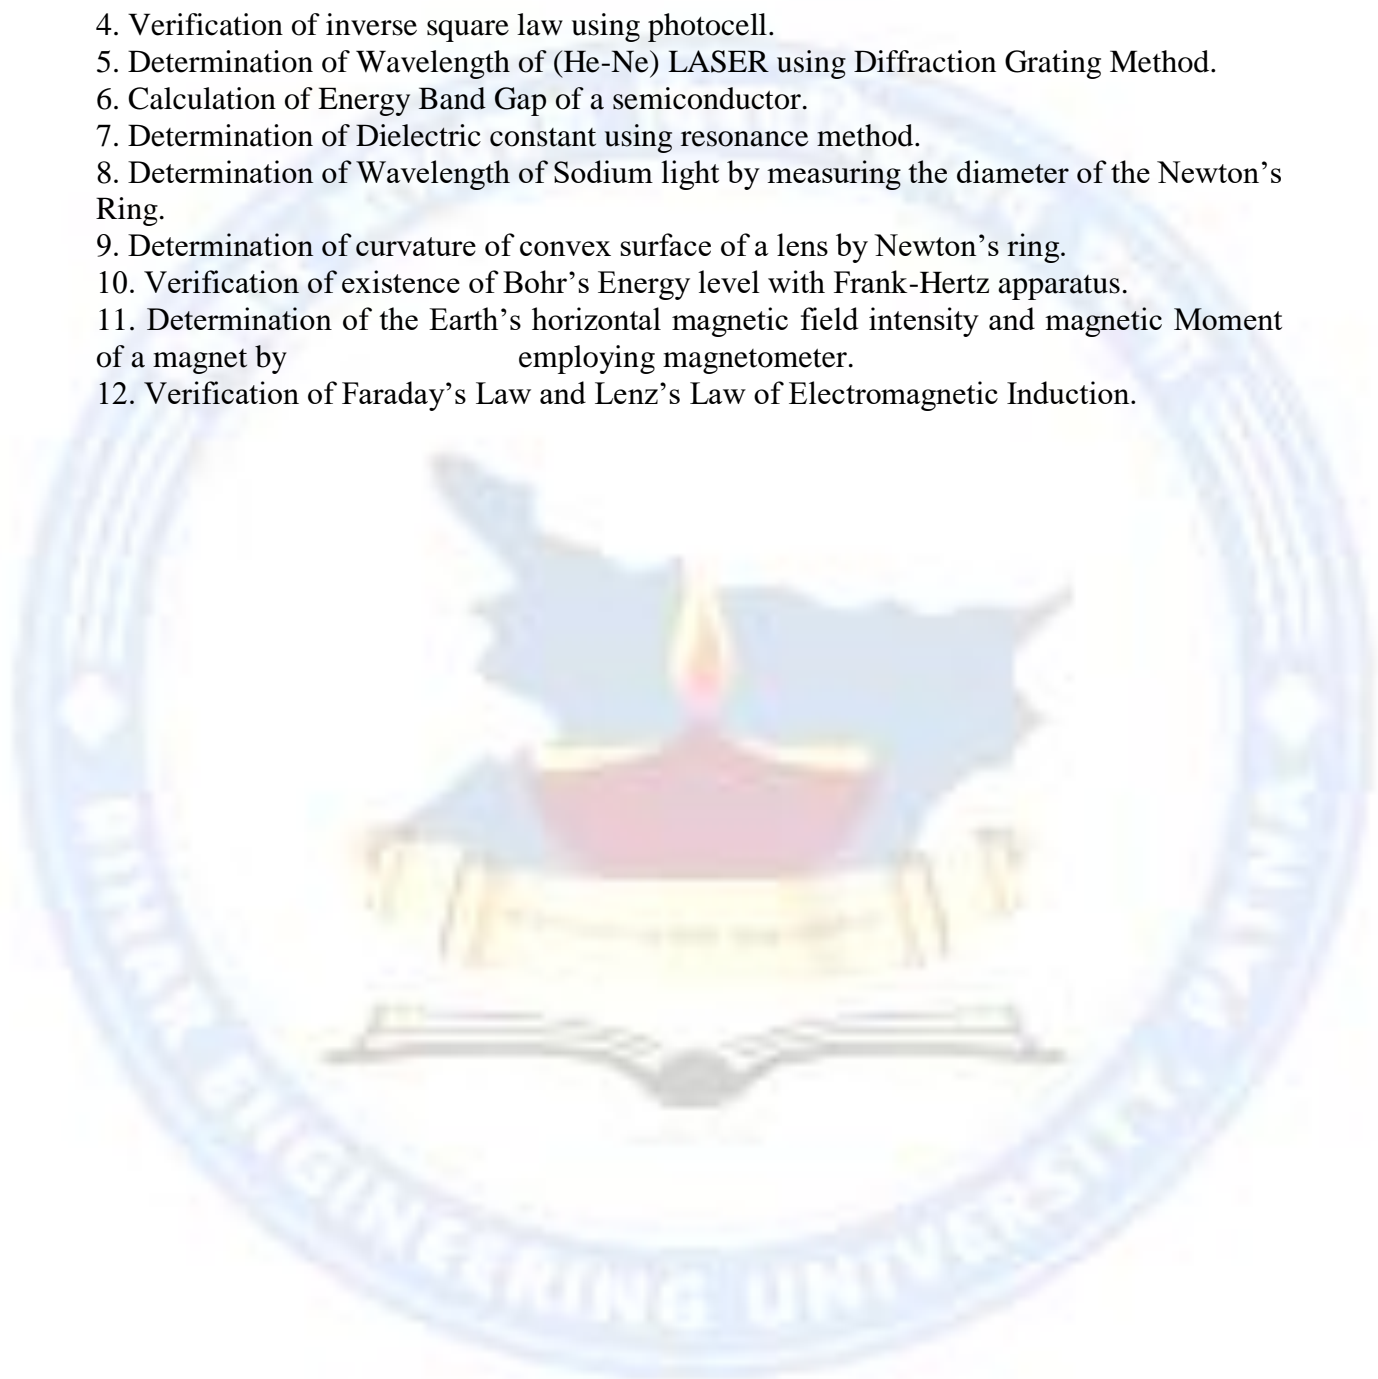 4. Verification of inverse square law using photocell.
5. Determination of Wavelength of (He-Ne) LASER using Diffraction Grating Method.
6. Calculation of Energy Band Gap of a semiconductor.
7. Determination of Dielectric constant using resonance method.
8. Determination of Wavelength of Sodium light by measuring the diameter of the Newton’s
Ring.
9. Determination of curvature of convex surface of a lens by Newton’s ring.
10. Verification of existence of Bohr’s Energy level with Frank-Hertz apparatus.
11. Determination of the Earth’s horizontal magnetic field intensity and magnetic Moment
of a magnet by employing magnetometer.
12. Verification of Faraday’s Law and Lenz’s Law of Electromagnetic Induction.
BIHAR ENGINEERING UNIVERSITY, PATNA